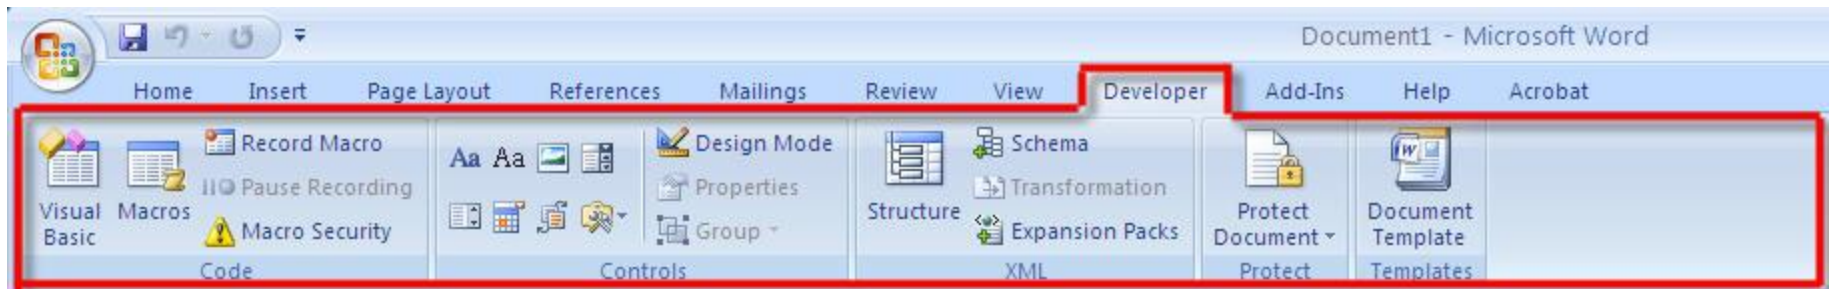 Document1 - Microsoft Word
Home Insert Page Layout References Mailings Review View Developer Add-Ins Help Acrobat
Record Macro Aa Aa Design Mode Schema
Pause Recording Properties Transformation
Visual Basic Macros Structure Protect Document Document Template
Macro Security Group Expansion Packs
Code Controls XML Protect Templates